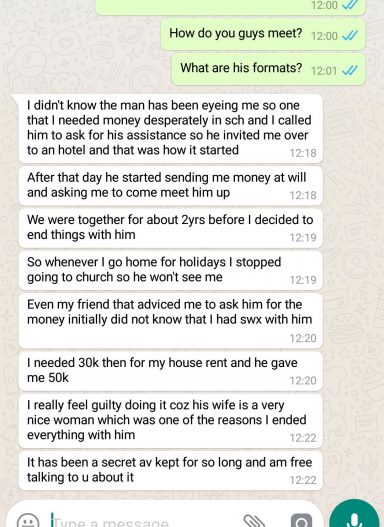 12:00
How do you guys meet? 12:00
What are his formats? 12:01
I didn't know the man has been eyeing me so one
that I needed money desperately in sch and I called
him to ask for his assistance so he invited me over
to an hotel and that was how it started
12:18
After that day he started sending me money at will
and asking me to come meet him up 12:18
We were together for about 2yrs before I decided to
end things with him 12:19
So whenever I go home for holidays I stopped
going to church so he won't see me 12:19
Even my friend that adviced me to ask him for the
money initially did not know that I had swx with him
12:20
I needed 30k then for my house rent and he gave
me 50k 12:20
I really feel guilty doing it coz his wife is a very
nice woman which was one of the reasons I ended
everything with him 12:22
It has been a secret av kept for so long and am free
talking to u about it 12:22
Type a message